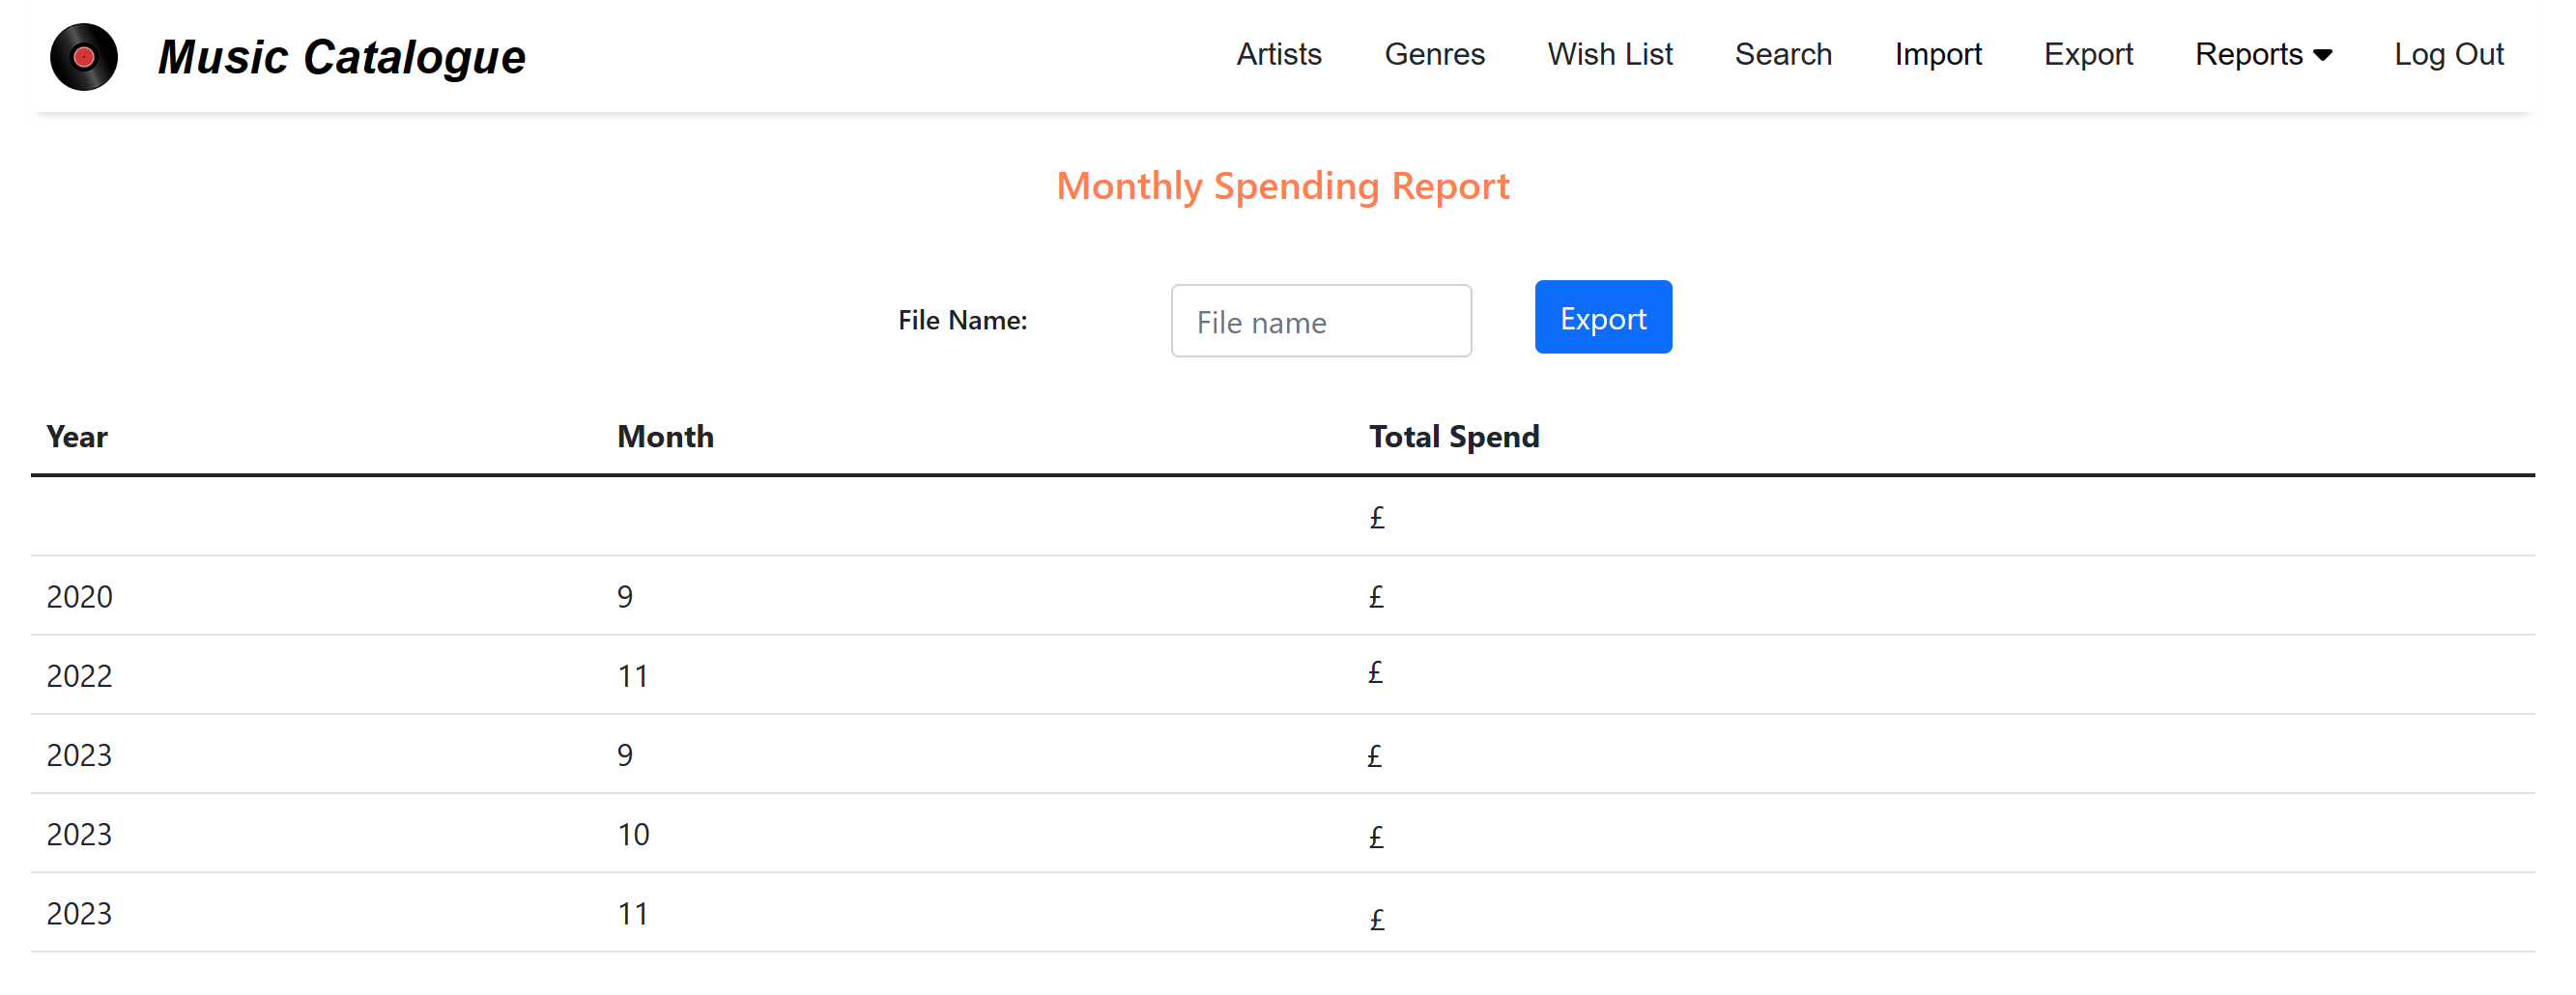 Music Catalogue Artists Genres Wish List Search Import Export Reports Log Out
Monthly Spending Report
File Name: File name Export
Year Month Total Spend
£
2020 9 £
2022 11 £
2023 9 £
2023 10 £
2023 11 £